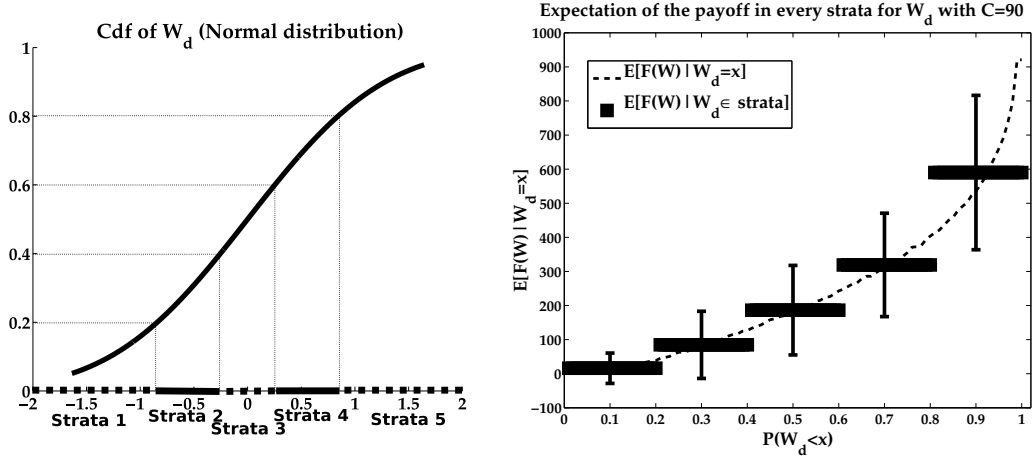 Cdf of W_d (Normal distribution)
1
0.8
0.6
0.4
0.2
0
−2 −1.5 −1 −0.5 0 0.5 1 1.5 2
Strata 1 Strata 2 Strata 3 Strata 4 Strata 5
Expectation of the payoff in every strata for W_d with C=90
E[F(W) | W_d=x]
E[F(W) | W_d∈ strata]
1000
900
800
700
600
500
400
300
200
100
0
−100
E[F(W) | W_d=x]
0 0.1 0.2 0.3 0.4 0.5 0.6 0.7 0.8 0.9 1
P(W_d<x)